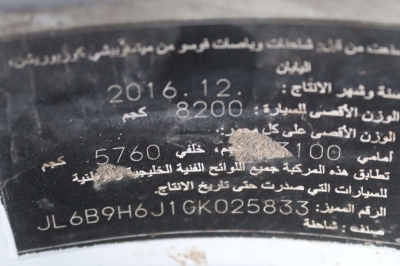 صنعت من قبل شاحنات وباصات فوسو من ميتسوبيشي كوربوريشن
اليابان
سنة وشهر الانتاج : 2016.12.
الوزن الأقصى للسيارة : 8200 كجم
الوزن الأقصى على كل محور:
أمامي 3100 كجم، خلفي 5760 كجم
تطابق هذه المركبة جميع اللوائح الفنية الخليجية
للسيارات التي صدرت حتى تاريخ الانتاج
الرقم المميز: JL6B9H6J1GK025833
صنف : شاحنة